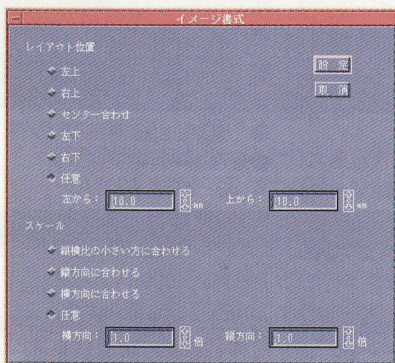 イメージ書式
レイアウト位置
設 定
左上
取 消
右上
センター合わせ
左下
右下
任意
左から： 10.0 mm 上から： 10.0 mm
スケール
縦横比の小さい方に合わせる
縦方向に合わせる
横方向に合わせる
任意
横方向： 1.0 倍 縦方向： 1.0 倍